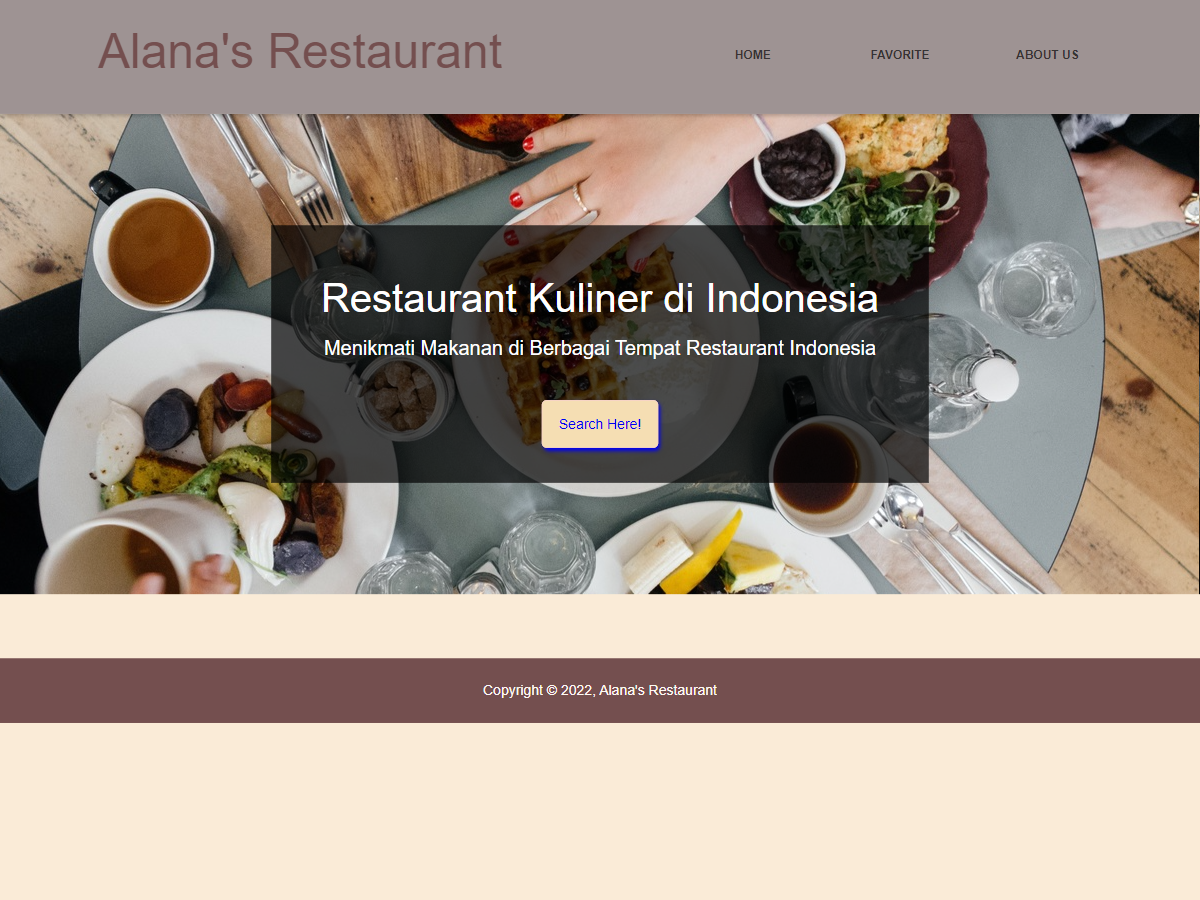 Alana's Restaurant
HOME
FAVORITE
ABOUT US
Restaurant Kuliner di Indonesia
Menikmati Makanan di Berbagai Tempat Restaurant Indonesia
Search Here!
Copyright © 2022, Alana's Restaurant